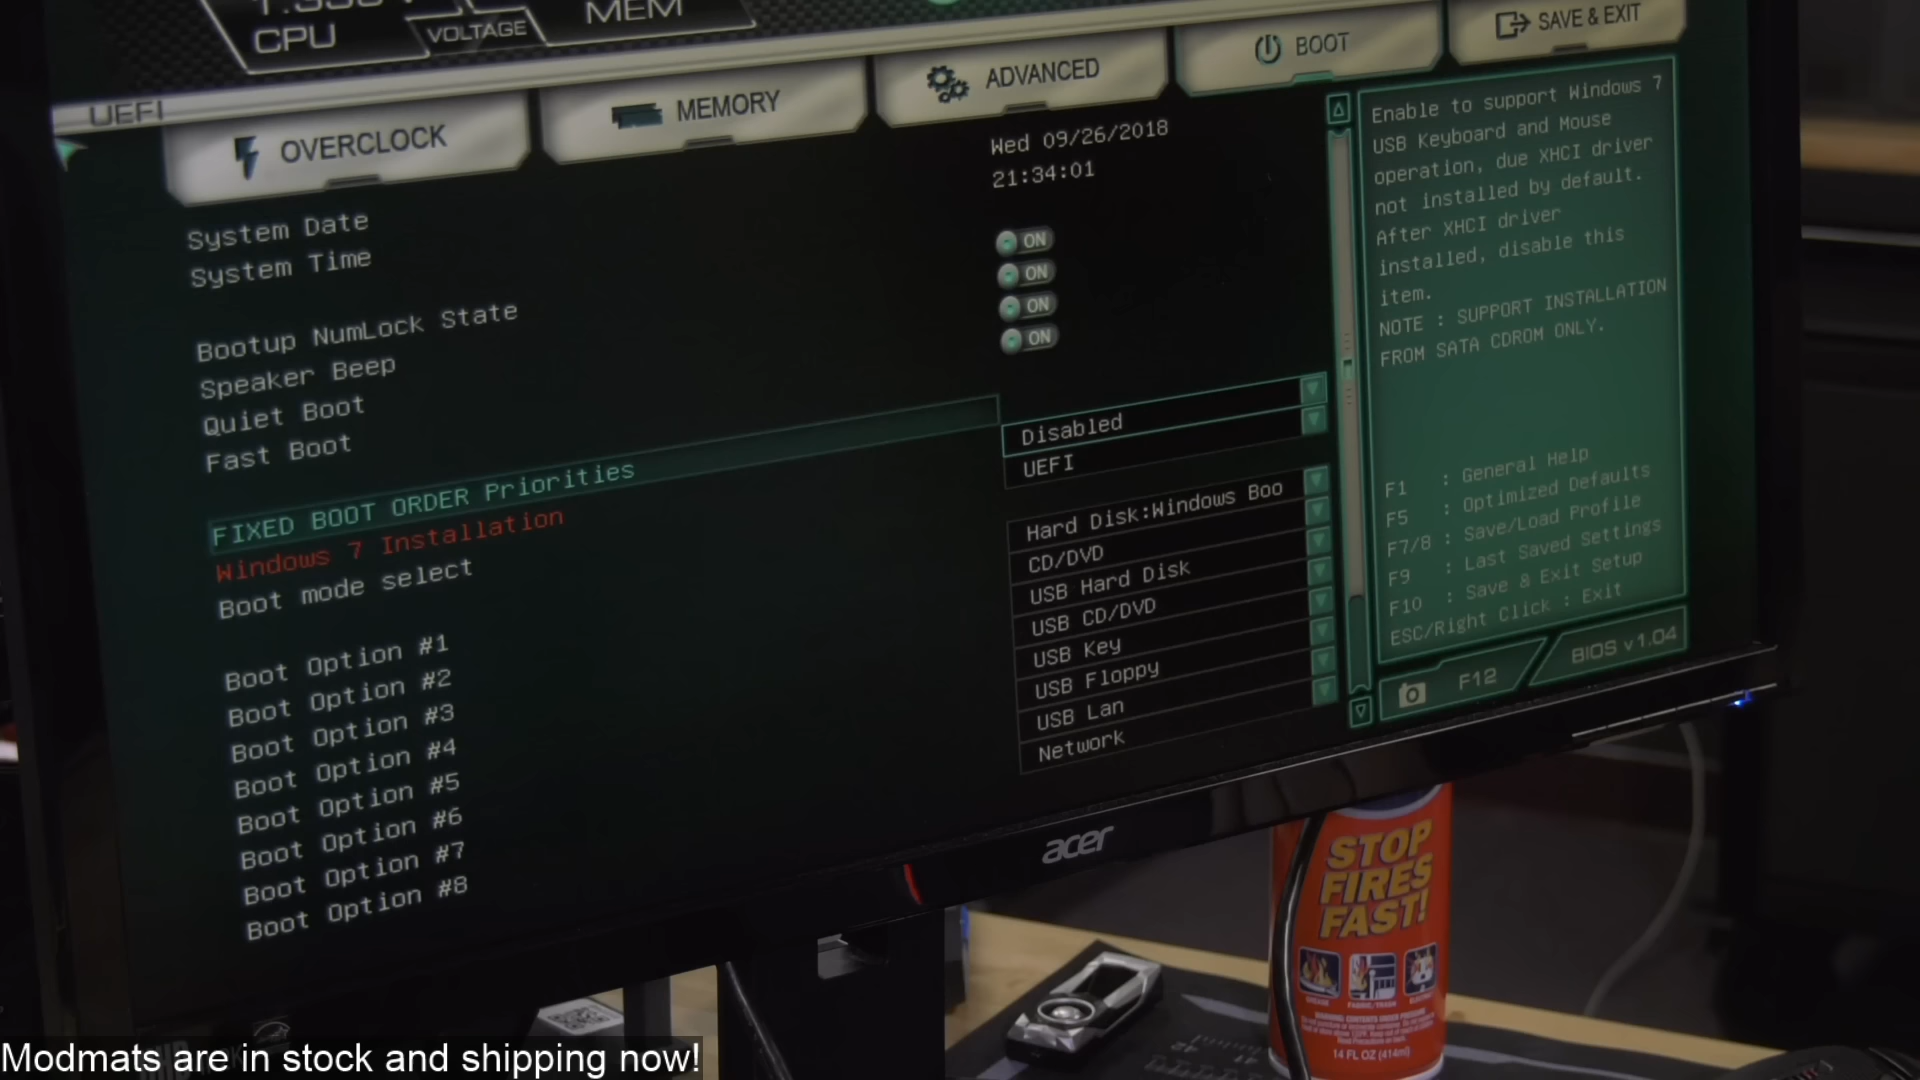 CPU
VOLTAGE
MEM
UEFI
OVERCLOCK
MEMORY
ADVANCED
BOOT
SAVE & EXIT
System Date
Wed 09/26/2018
System Time
21:34:01
Bootup NumLock State
ON
Speaker Beep
ON
Quiet Boot
ON
Fast Boot
ON
FIXED BOOT ORDER Priorities
Windows 7 Installation
Disabled
Boot mode select
UEFI
Boot Option #1
Hard Disk:Windows Boo
Boot Option #2
CD/DVD
Boot Option #3
USB Hard Disk
Boot Option #4
USB CD/DVD
Boot Option #5
USB Key
Boot Option #6
USB Floppy
Boot Option #7
USB Lan
Boot Option #8
Network
Enable to support Windows 7
USB Keyboard and Mouse
operation, due XHCI driver
not installed by default.
After XHCI driver
installed, disable this
item.
NOTE : SUPPORT INSTALLATION
FROM SATA CDROM ONLY.
F1 : General Help
F5 : Optimized Defaults
F7/8 : Save/Load Profile
F9 : Last Saved Settings
F10 : Save & Exit Setup
ESC/Right Click : Exit
F12
BIOS v1.04
acer
STOP
FIRES
FAST!
GREASE
FABRIC/TRASH
14 FL OZ (414ml)
Modmats are in stock and shipping now!